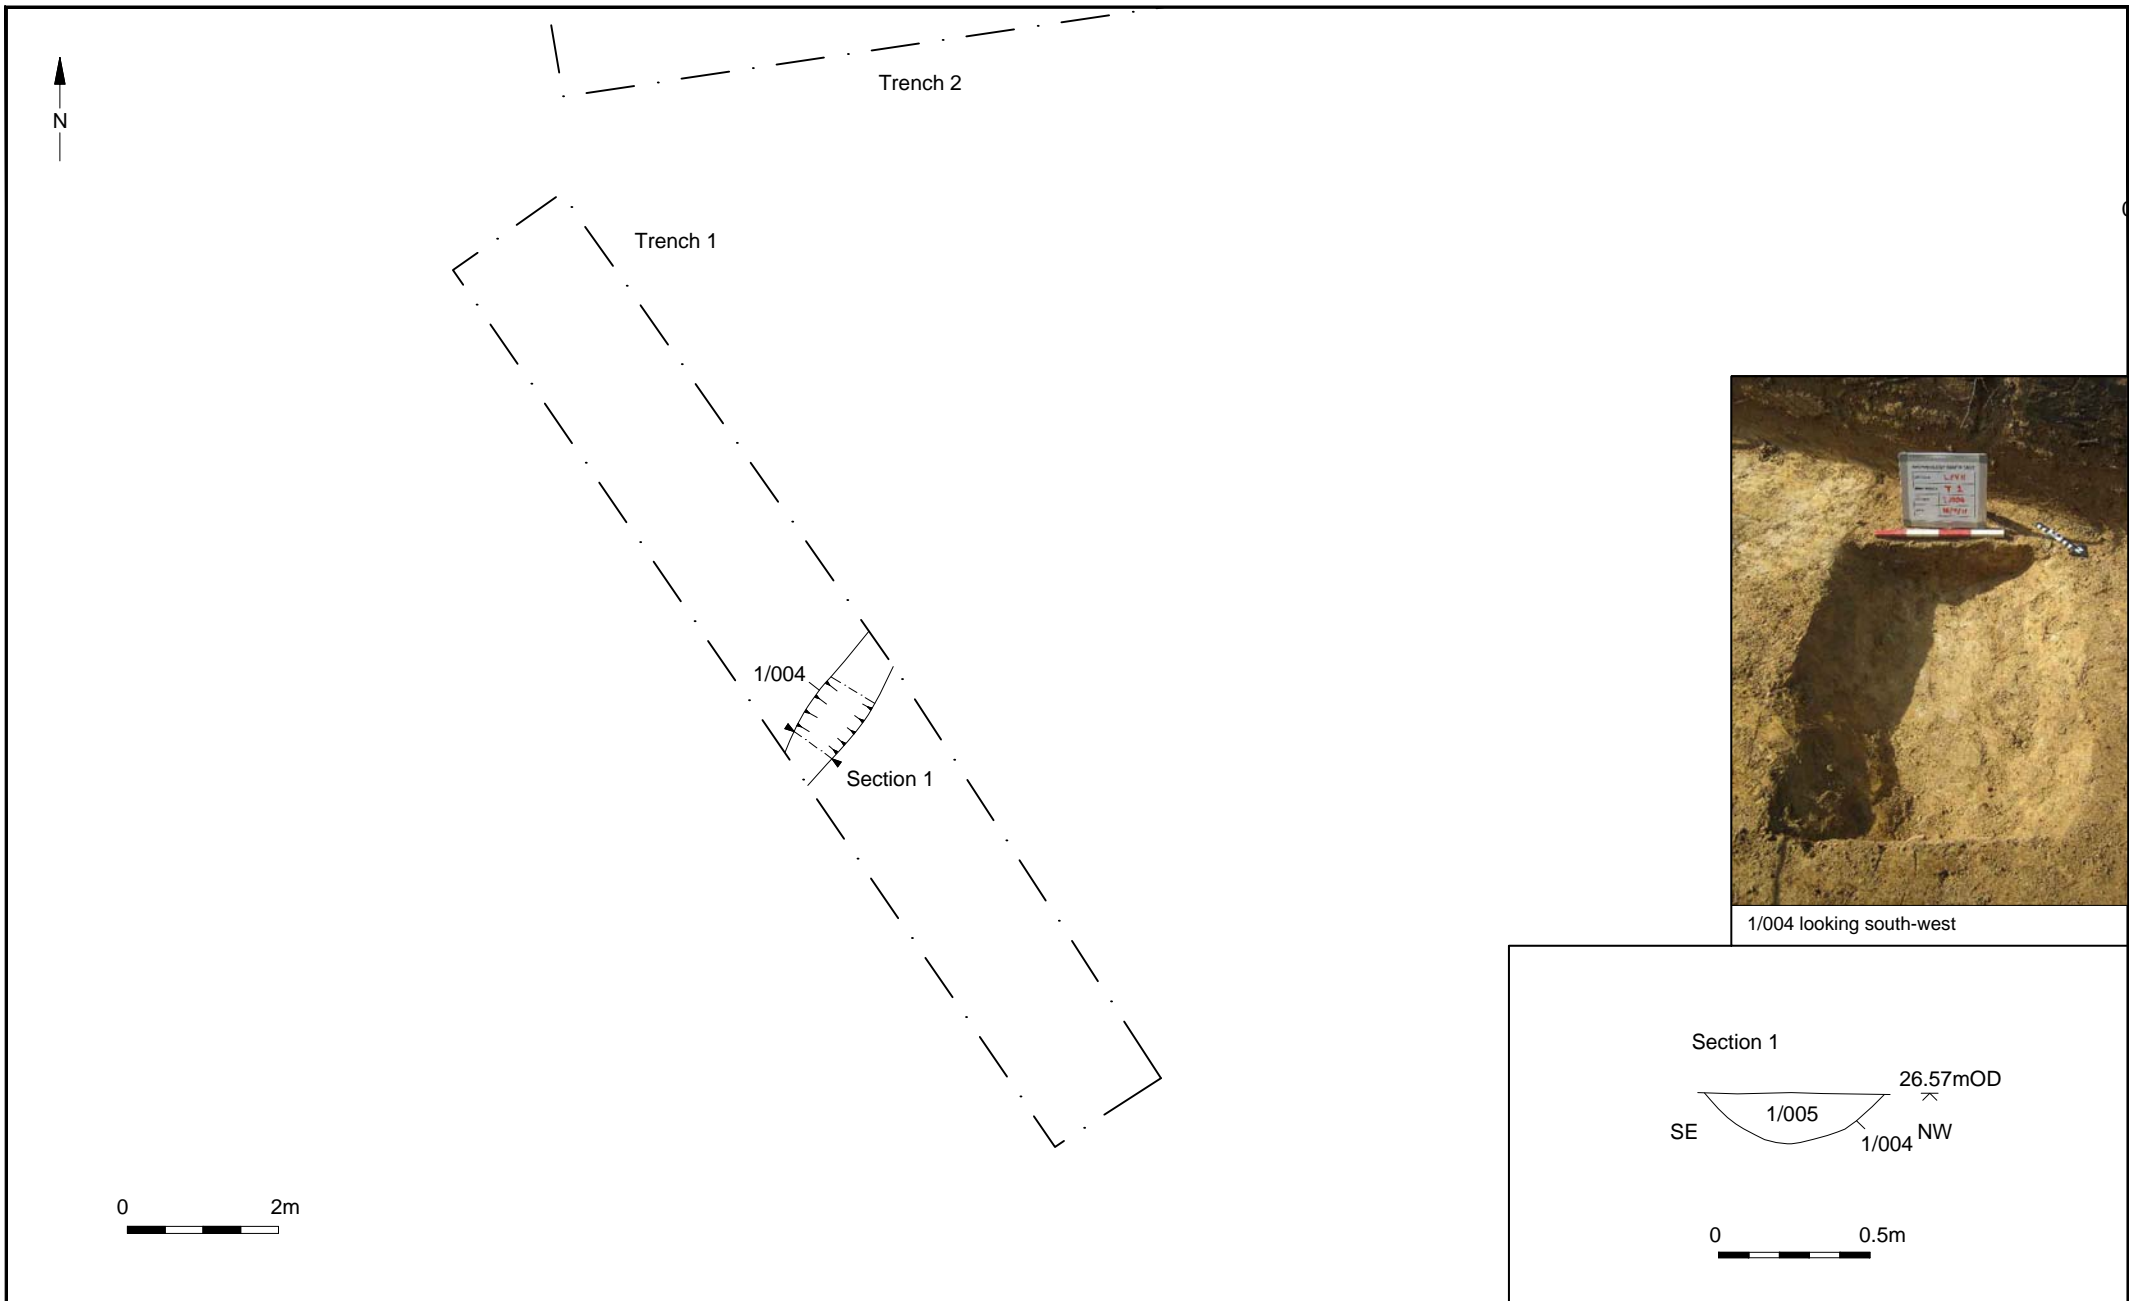 Trench 2
N
Trench 1
1/004
Section 1
T 1
1/004 looking south-west
Section 1
26.57mOD
1/005
SE
1/004
NW
0 2m
0 0.5m